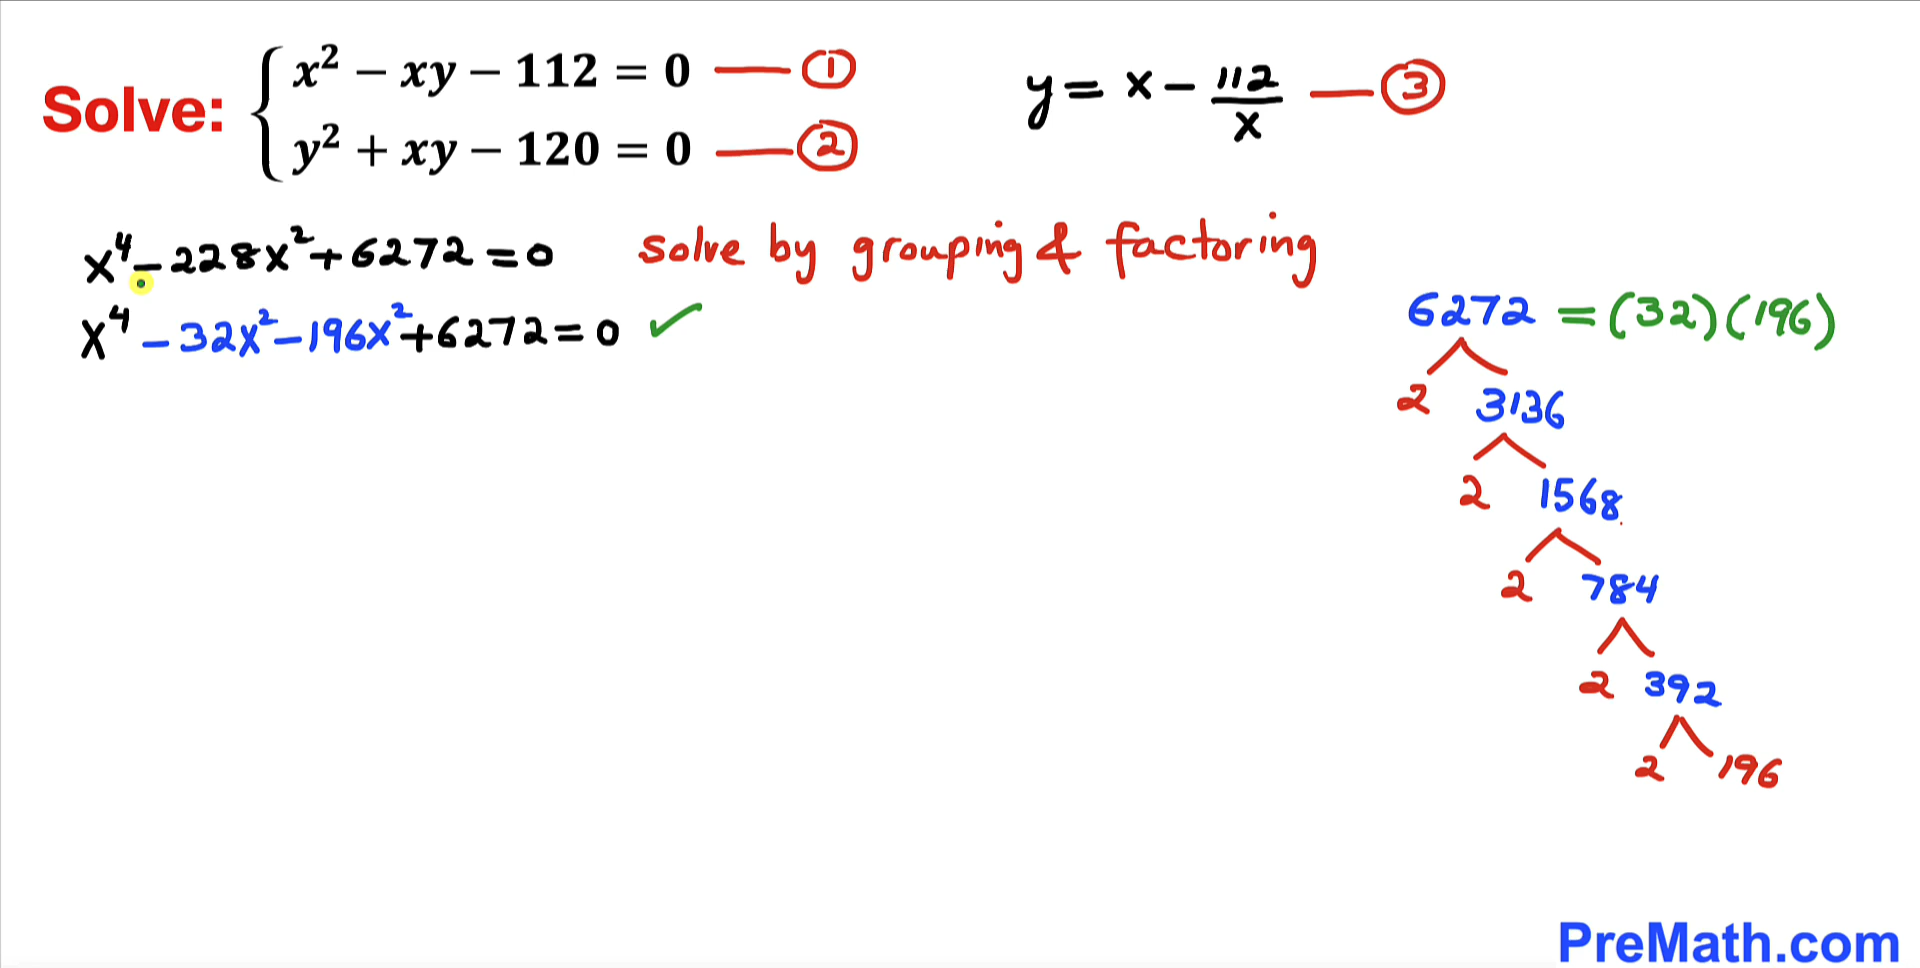 Solve:
x² − xy − 112 = 0 — ①
y² + xy − 120 = 0 — ②
y = x − 112/x — ③
x⁴ − 228x² + 6272 = 0 solve by grouping & factoring
x⁴ − 32x² − 196x² + 6272 = 0 ✓
6272 = (32)(196)
2 3136
2 1568
2 784
2 392
2 196
PreMath.com